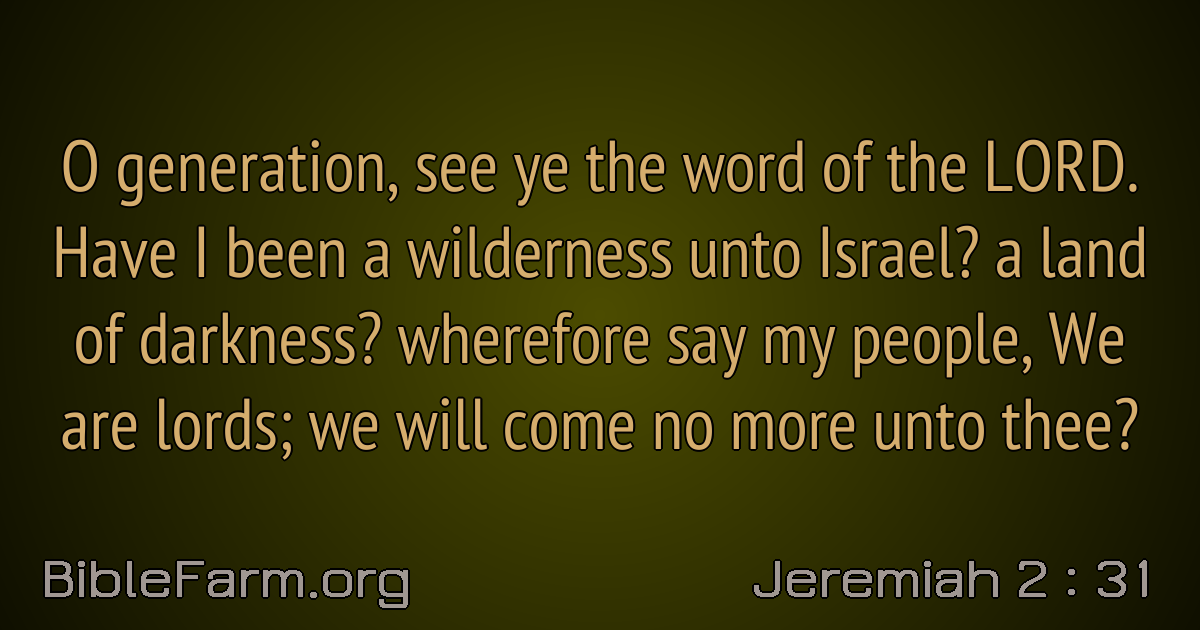 O generation, see ye the word of the LORD.
Have I been a wilderness unto Israel? a land
of darkness? wherefore say my people, We
are lords; we will come no more unto thee?
BibleFarm.org
Jeremiah 2 : 31